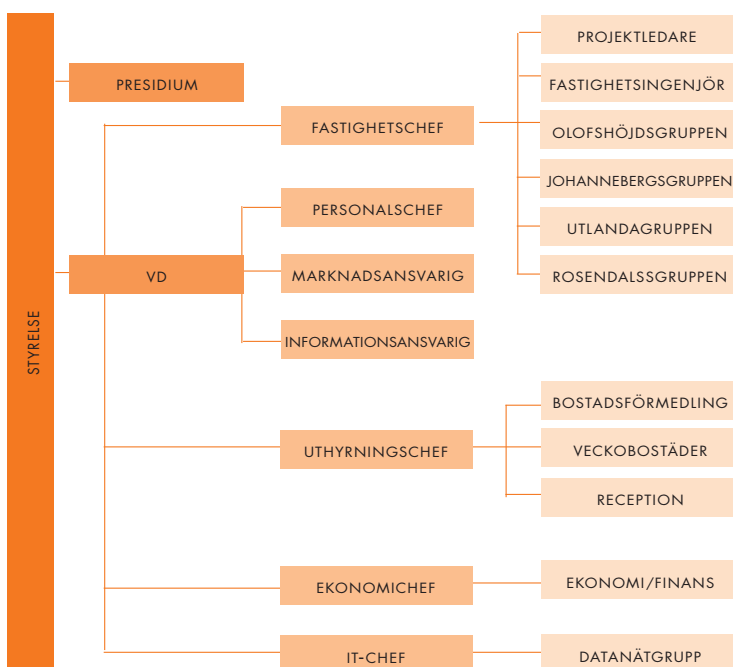 STYRELSE
PRESIDIUM
VD
FASTIGHETSCHEF
PERSONALSCHEF
MARKNADSANSVARIG
INFORMATIONSANSVARIG
UTHYRNINGSCHEF
EKONOMICHEF
IT-CHEF
PROJEKTLEDARE
FASTIGHETSINGENJÖR
OLOFSHÖJDSGRUPPEN
JOHANNEBERGSGRUPPEN
UTLANDAGRUPPEN
ROSENDALSSGRUPPEN
BOSTADSFÖRMEDLING
VECKOBOSTÄDER
RECEPTION
EKONOMI/FINANS
DATANÄTGRUPP